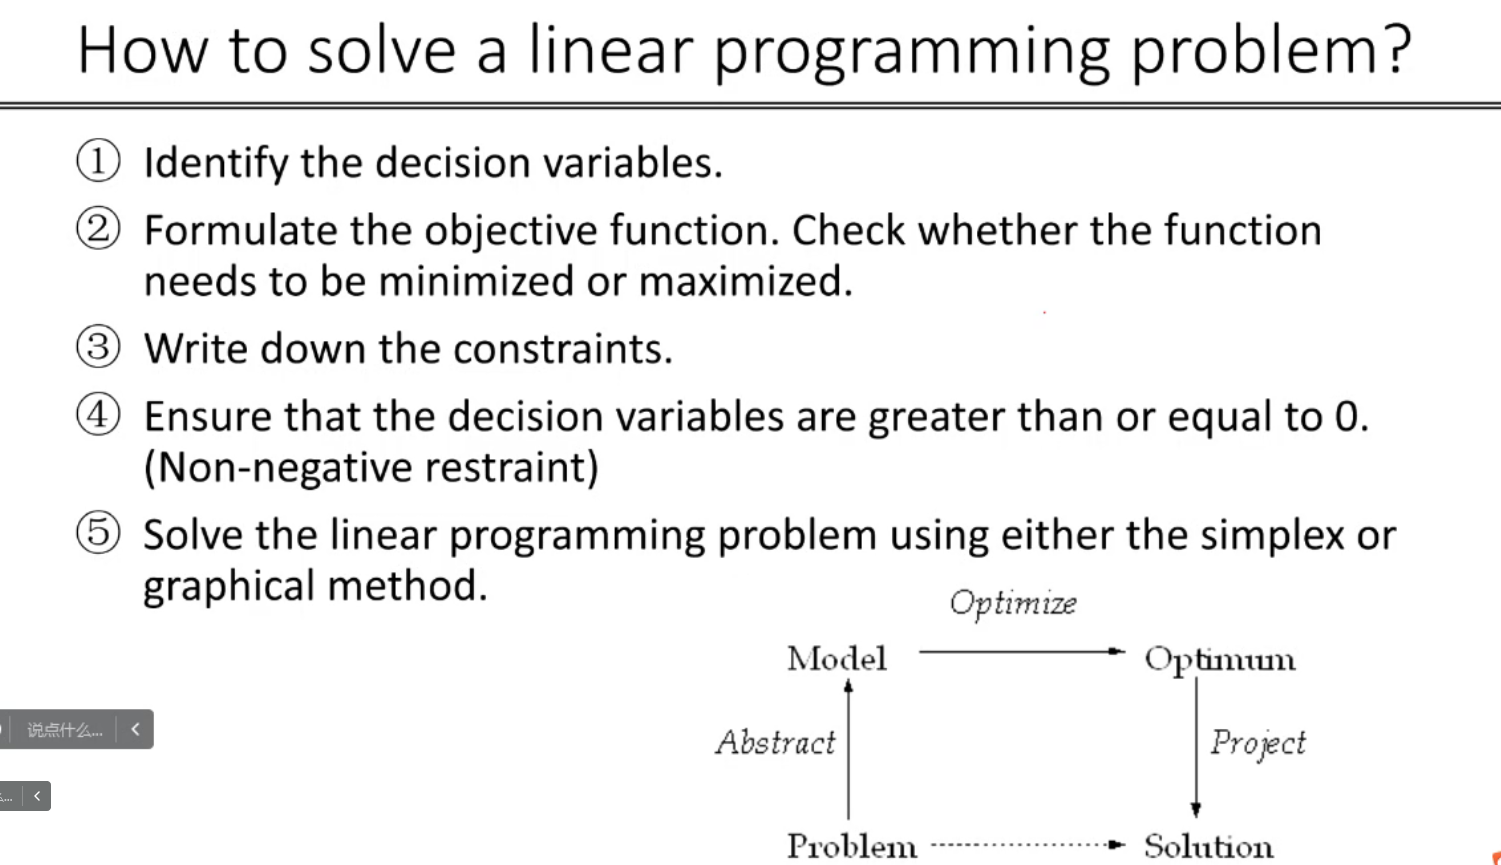 How to solve a linear programming problem?
① Identify the decision variables.
② Formulate the objective function. Check whether the function
needs to be minimized or maximized.
③ Write down the constraints.
④ Ensure that the decision variables are greater than or equal to 0.
(Non-negative restraint)
⑤ Solve the linear programming problem using either the simplex or
graphical method.
Optimize
Model
Optimum
说点什么...
Abstract
Project
Problem
Solution